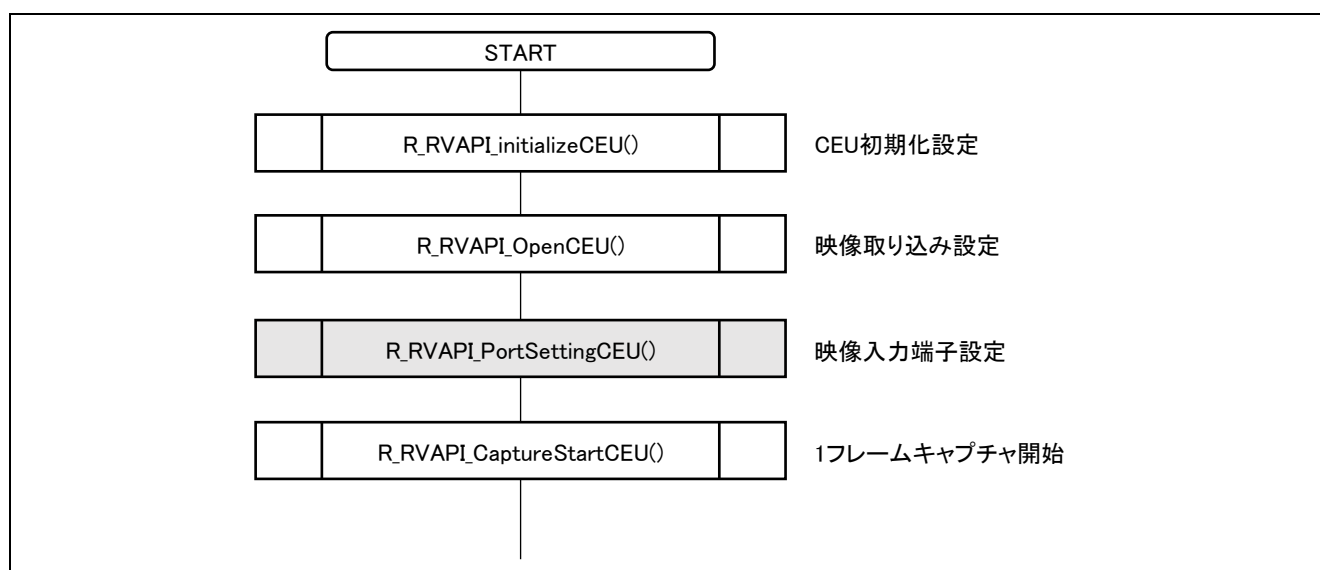 START
R_RVAPI_initializeCEU() CEU初期化設定
R_RVAPI_OpenCEU() 映像取り込み設定
R_RVAPI_PortSettingCEU() 映像入力端子設定
R_RVAPI_CaptureStartCEU() 1フレームキャプチャ開始